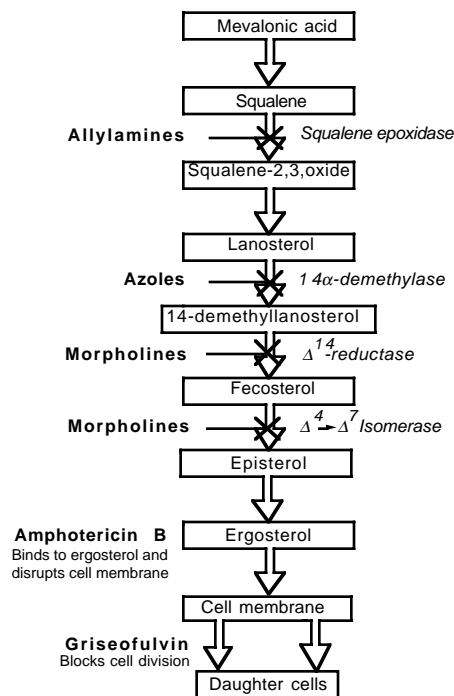 Mevalonic acid
Squalene
Allylamines Squalene epoxidase
Squalene-2,3,oxide
Lanosterol
Azoles 14α-demethylase
14-demethyllanosterol
Morpholines Δ14-reductase
Fecosterol
Morpholines Δ4→Δ7 Isomerase
Episterol
Amphotericin B Ergosterol
Binds to ergosterol and
disrupts cell membrane
Cell membrane
Griseofulvin
Blocks cell division
Daughter cells